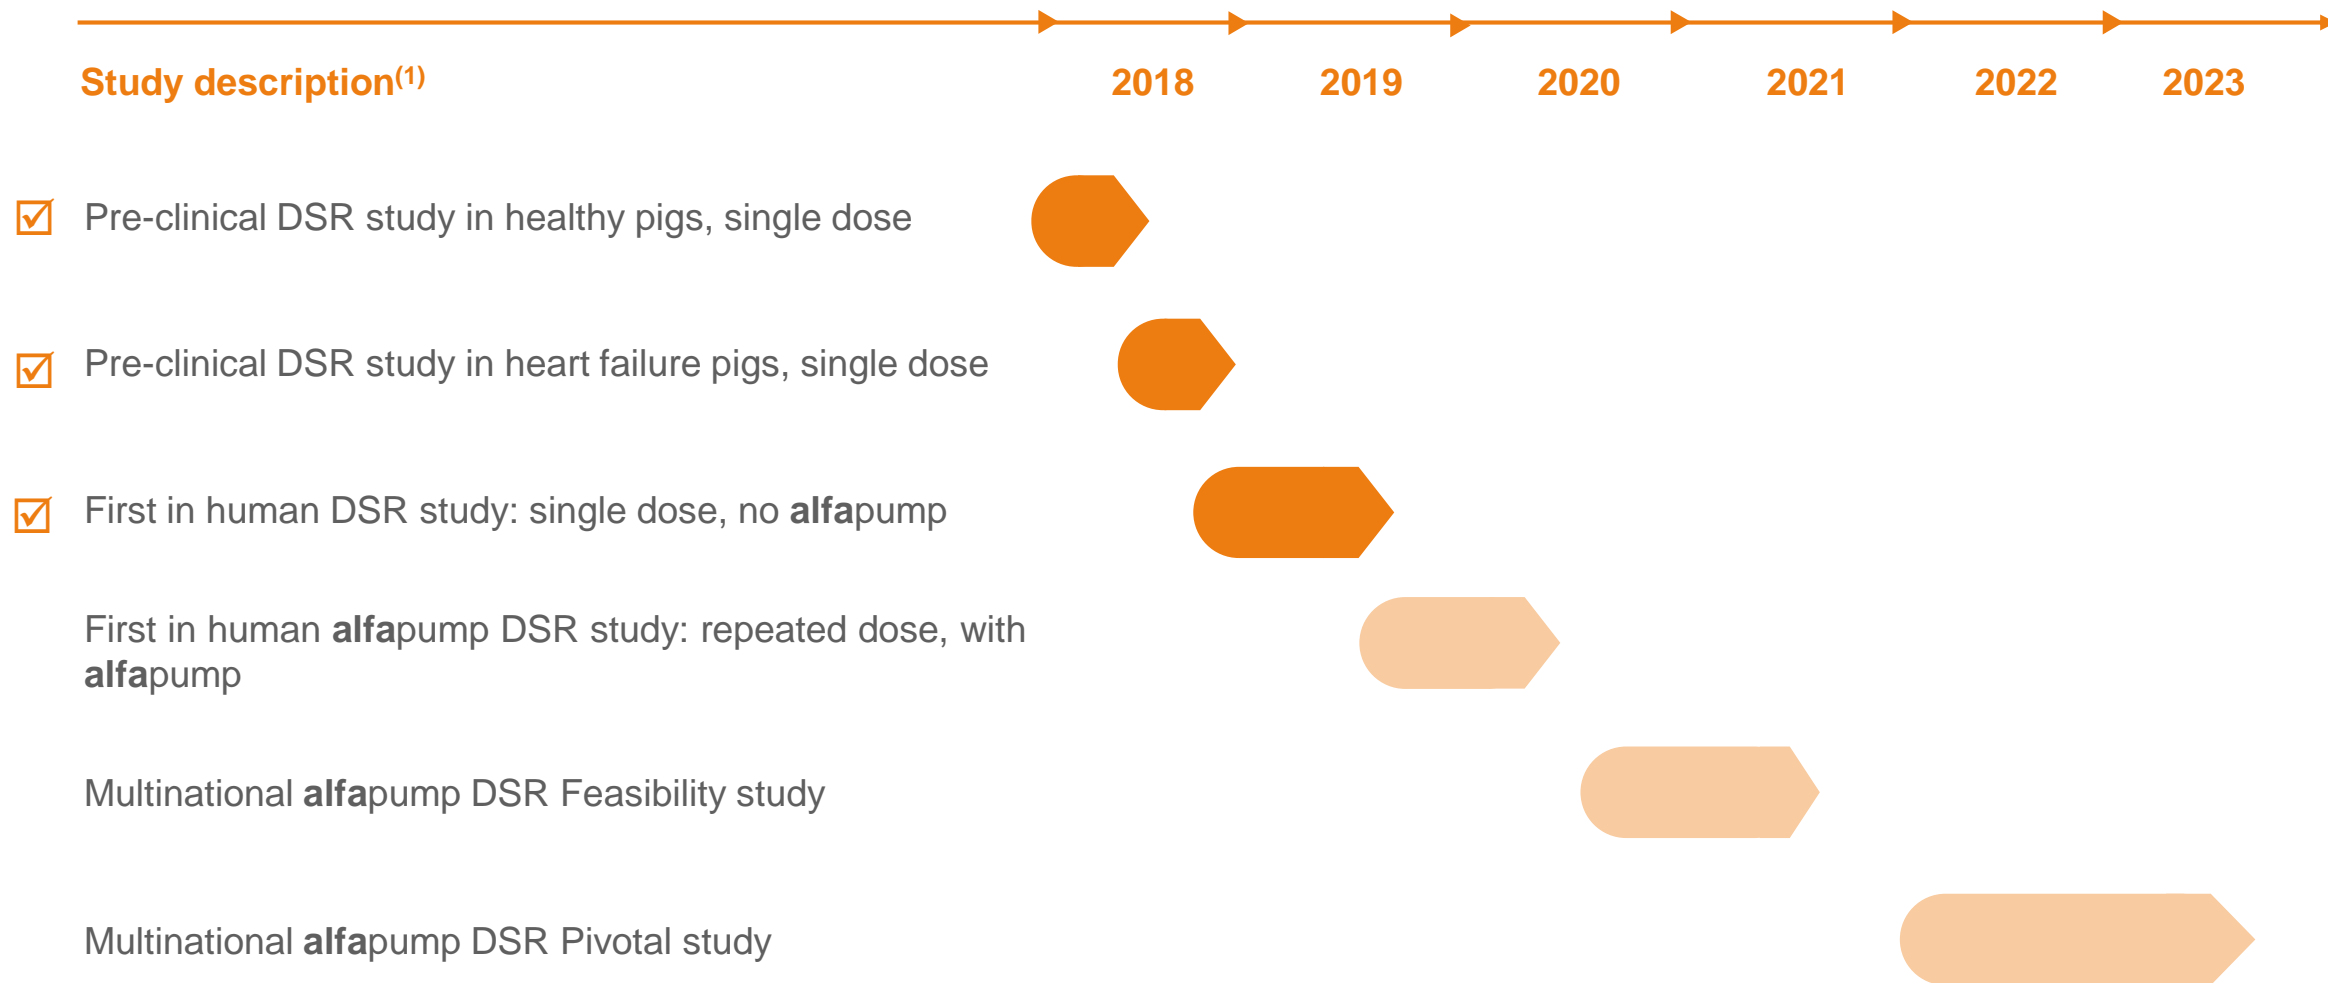 Study description(1) 2018 2019 2020 2021 2022 2023
Pre-clinical DSR study in healthy pigs, single dose
Pre-clinical DSR study in heart failure pigs, single dose
First in human DSR study: single dose, no alfapump
First in human alfapump DSR study: repeated dose, with
alfapump
Multinational alfapump DSR Feasibility study
Multinational alfapump DSR Pivotal study